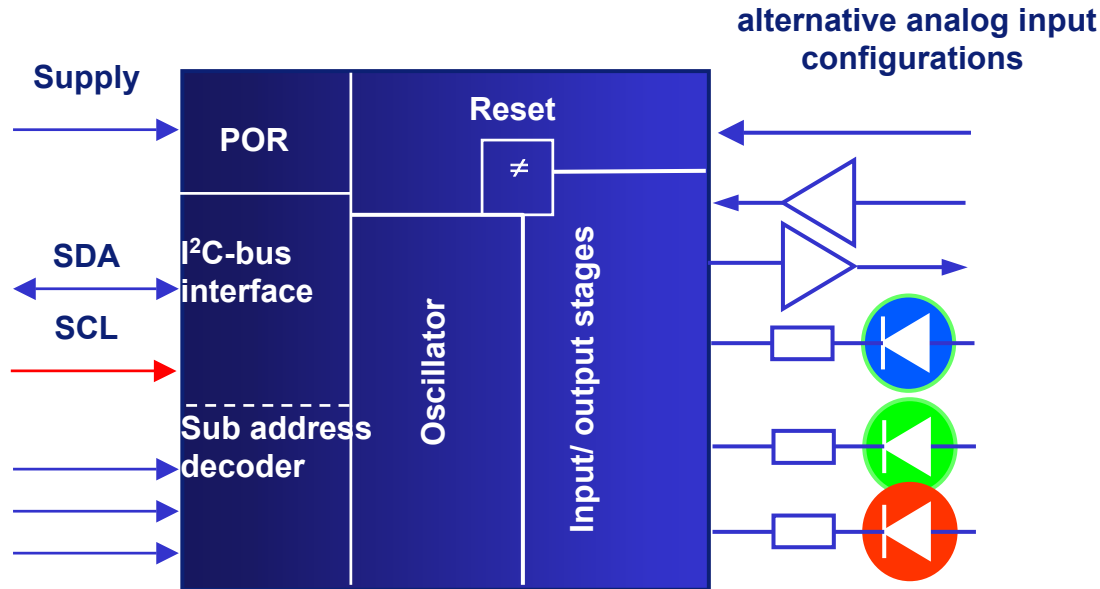 alternative analog input
configurations
Supply
Reset
POR
≠
SDA
I²C-bus
interface
SCL
Sub address
decoder
Oscillator
Input/ output stages